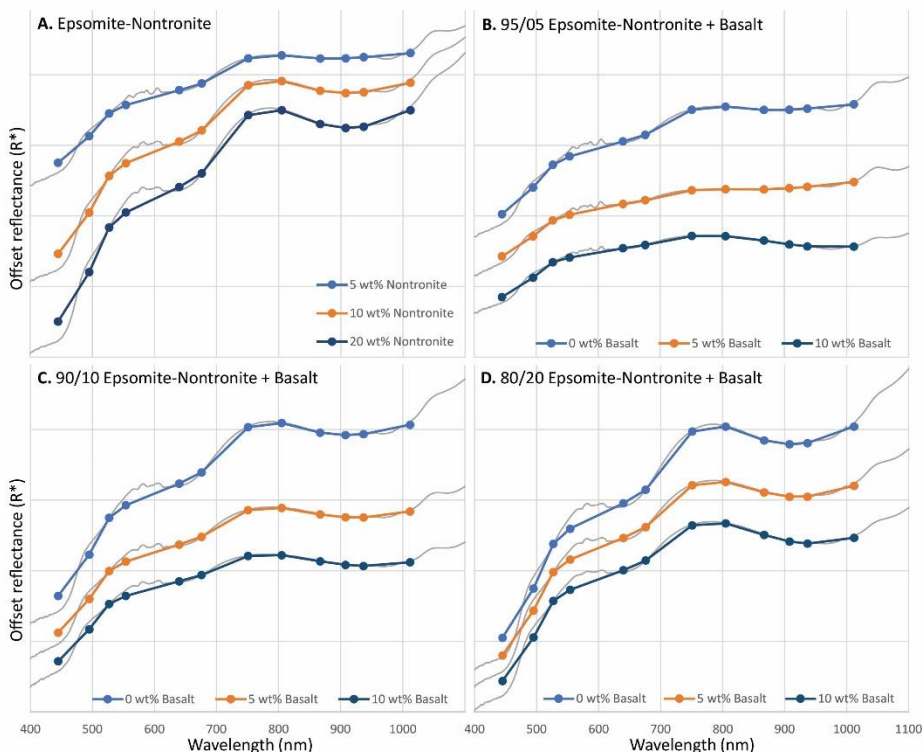 A. Epsomite-Nontronite
B. 95/05 Epsomite-Nontronite + Basalt
Offset reflectance (R*)
5 wt% Nontronite
10 wt% Nontronite
20 wt% Nontronite
0 wt% Basalt 5 wt% Basalt 10 wt% Basalt
C. 90/10 Epsomite-Nontronite + Basalt
D. 80/20 Epsomite-Nontronite + Basalt
Offset reflectance (R*)
0 wt% Basalt 5 wt% Basalt 10 wt% Basalt
0 wt% Basalt 5 wt% Basalt 10 wt% Basalt
400 500 600 700 800 900 1000 400 500 600 700 800 900 1000 1100
Wavelength (nm) Wavelength (nm)